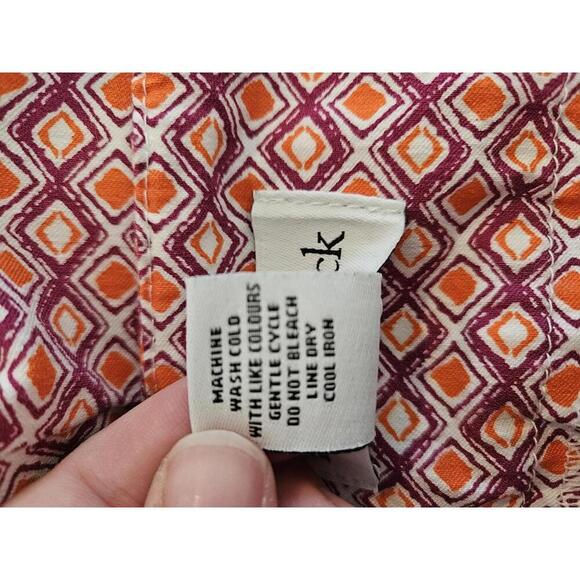 ck
MACHINE
WASH COLD
WITH LIKE COLOURS
GENTLE CYCLE
DO NOT BLEACH
LINE DRY
COOL IRON